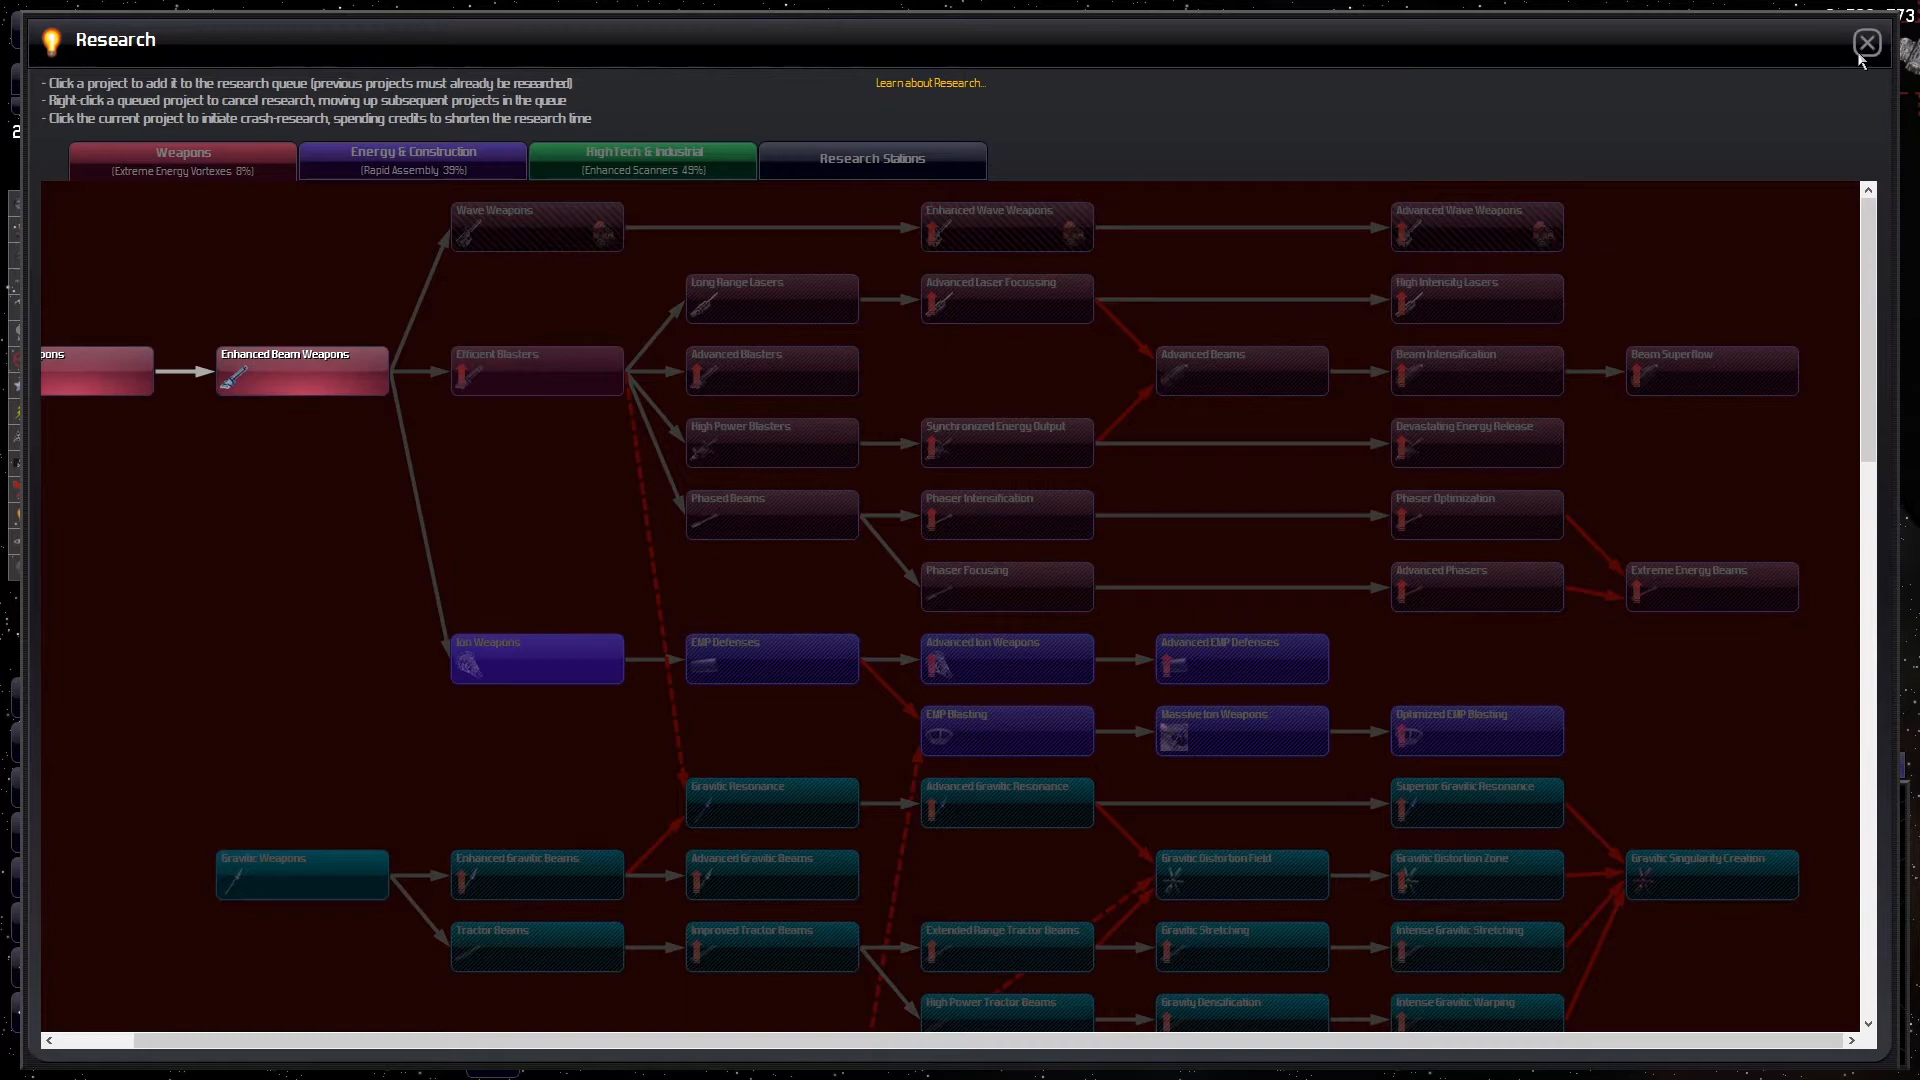 Research
- Click a project to add it to the research queue (previous projects must already be researched)
Learn about Research...
- Right-click a queued project to cancel research, moving up subsequent projects in the queue
- Click the current project to initiate crash-research, spending credits to shorten the research time
Weapons
(Extreme Energy Vortexes 8%)
Energy & Construction
(Rapid Assembly 39%)
HighTech & Industrial
(Enhanced Scanners 49%)
Research Stations
Wave Weapons
Enhanced Wave Weapons
Advanced Wave Weapons
Long Range Lasers
Advanced Laser Focussing
High Intensity Lasers
pons
Enhanced Beam Weapons
Efficient Blasters
Advanced Blasters
Advanced Beams
Beam Intensification
Beam Superflow
High Power Blasters
Synchronized Energy Output
Devastating Energy Release
Phased Beams
Phaser Intensification
Phaser Optimization
Phaser Focusing
Advanced Phasers
Extreme Energy Beams
Ion Weapons
EMP Defenses
Advanced Ion Weapons
Advanced EMP Defenses
EMP Blasting
Massive Ion Weapons
Optimized EMP Blasting
Gravitic Resonance
Advanced Gravitic Resonance
Superior Gravitic Resonance
Gravitic Weapons
Enhanced Gravitic Beams
Advanced Gravitic Beams
Gravitic Distortion Field
Gravitic Distortion Zone
Gravitic Singularity Creation
Tractor Beams
Improved Tractor Beams
Extended Range Tractor Beams
Gravitic Stretching
Intense Gravitic Stretching
High Power Tractor Beams
Gravity Densification
Intense Gravitic Warping